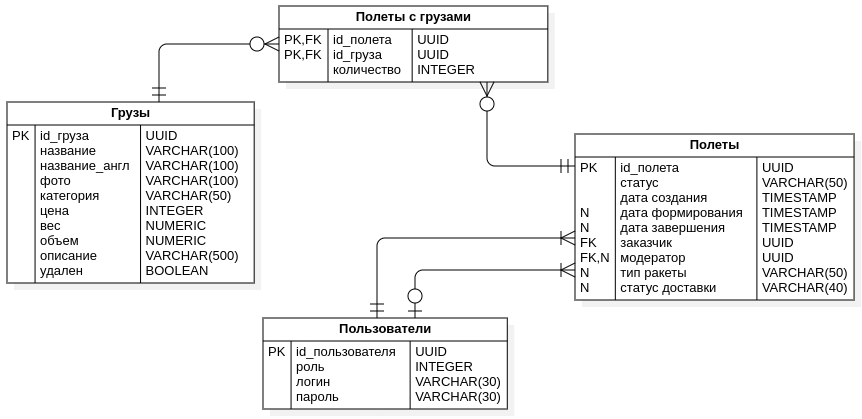 Полеты с грузами
PK,FK id_полета UUID
PK,FK id_груза UUID
количество INTEGER
Грузы
PK id_груза UUID
название VARCHAR(100)
название_англ VARCHAR(100)
фото VARCHAR(100)
категория VARCHAR(50)
цена INTEGER
вес NUMERIC
объем NUMERIC
описание VARCHAR(500)
удален BOOLEAN
Полеты
PK id_полета UUID
статус VARCHAR(50)
дата создания TIMESTAMP
N дата формирования TIMESTAMP
N дата завершения TIMESTAMP
FK заказчик UUID
FK,N модератор UUID
N тип ракеты VARCHAR(50)
N статус доставки VARCHAR(40)
Пользователи
PK id_пользователя UUID
роль INTEGER
логин VARCHAR(30)
пароль VARCHAR(30)